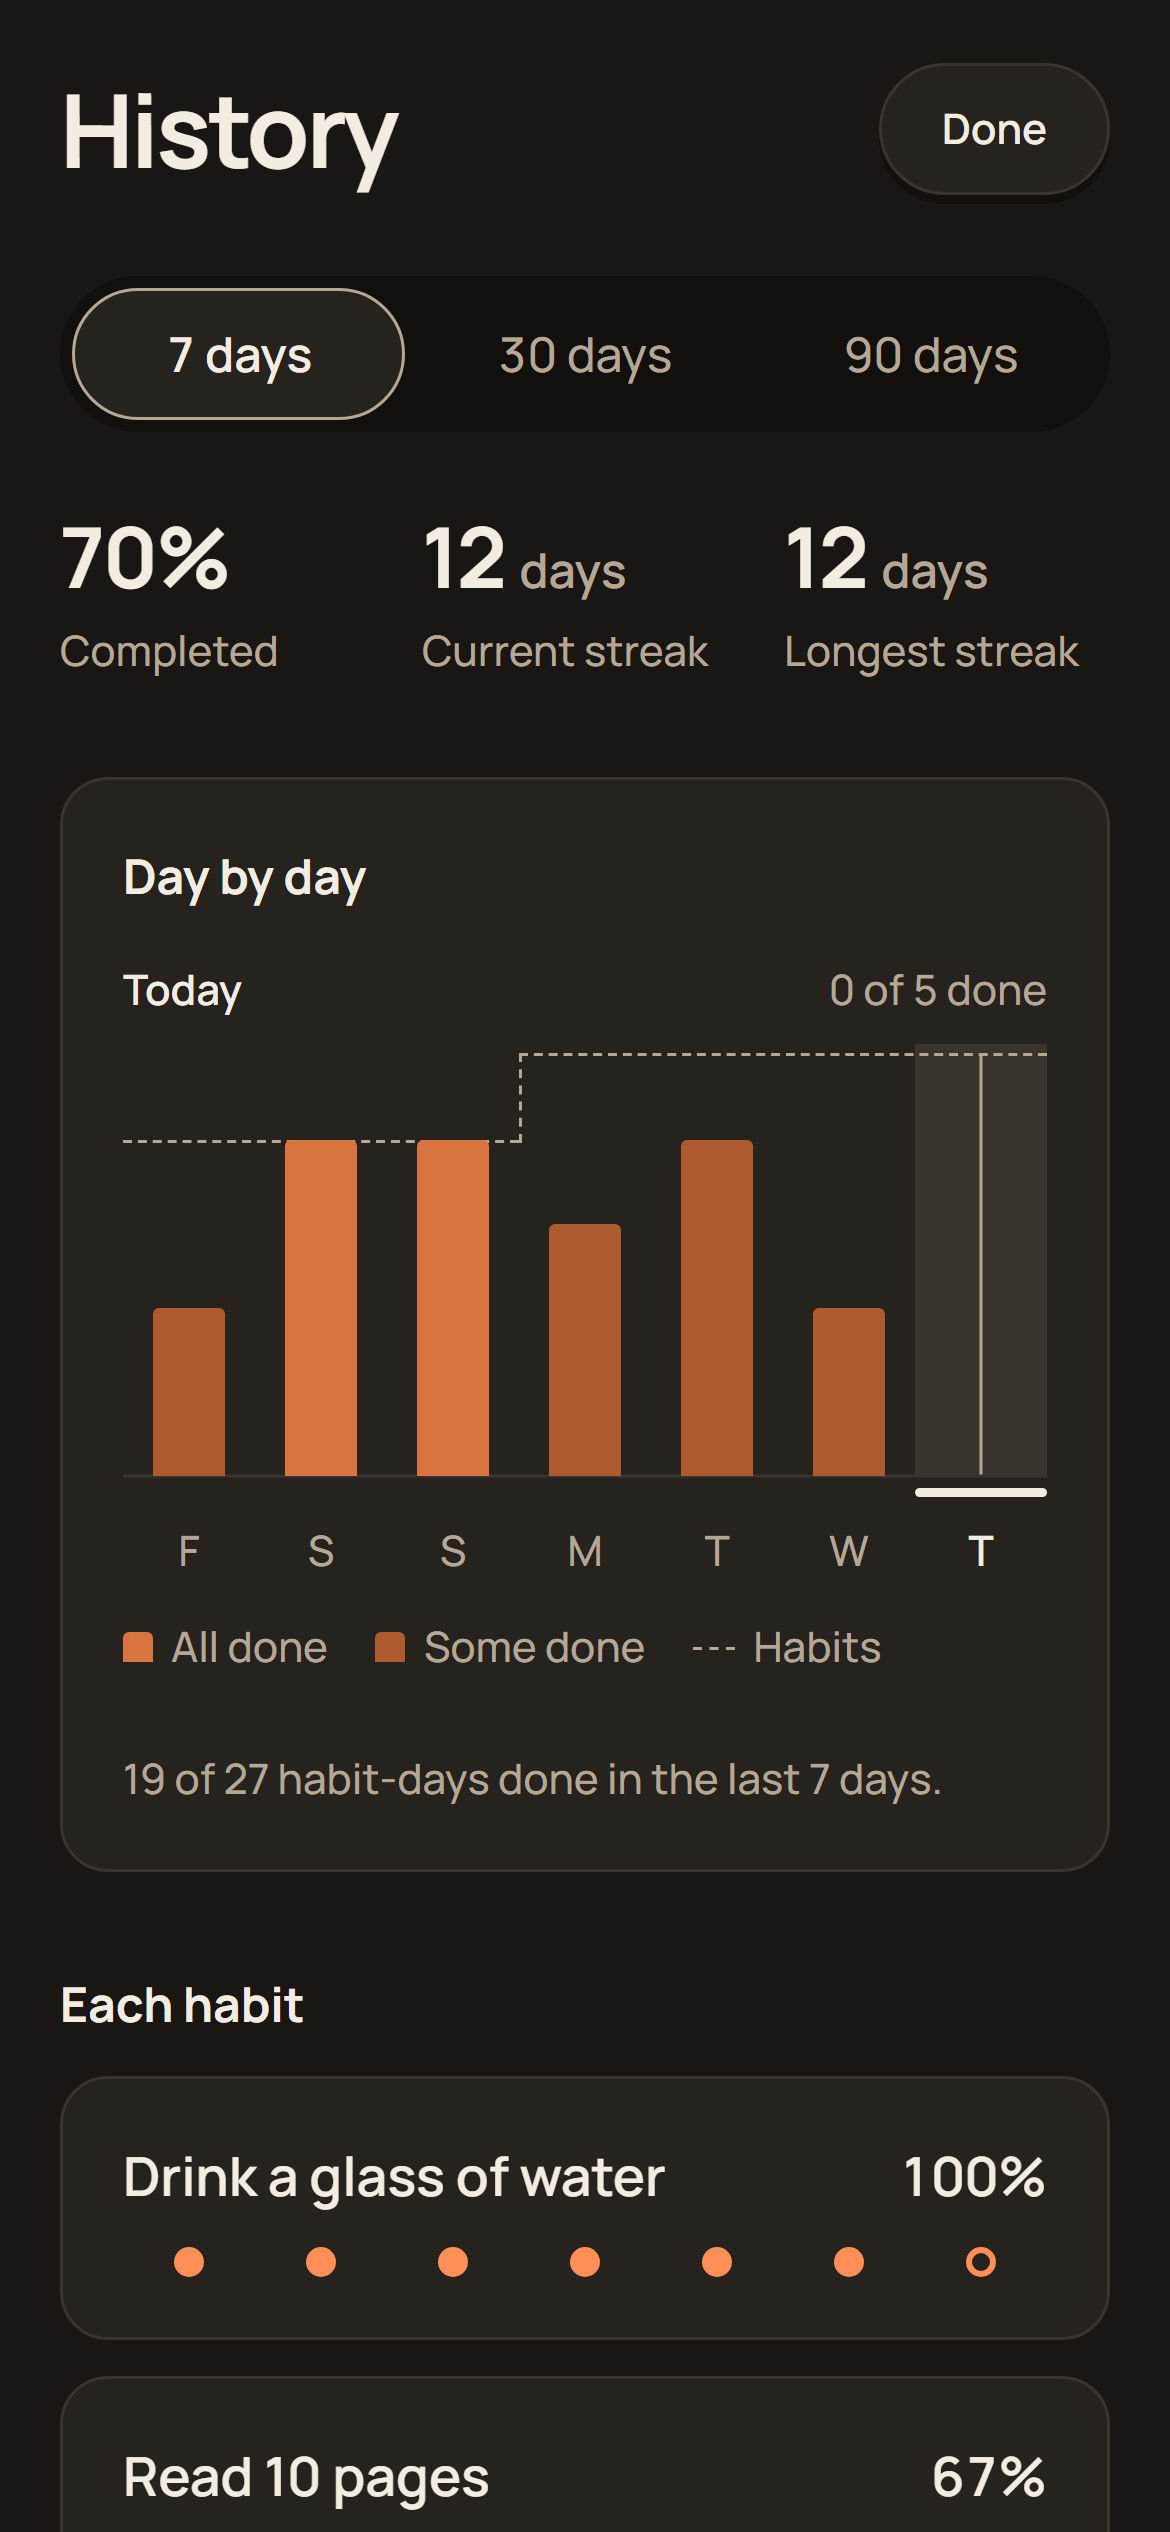 History
Done
7 days
30 days
90 days
70%
Completed
12 days
Current streak
12 days
Longest streak
Day by day
Today
0 of 5 done
F S S M T W T
All done
Some done
Habits
19 of 27 habit-days done in the last 7 days.
Each habit
Drink a glass of water
100%
Read 10 pages
67%